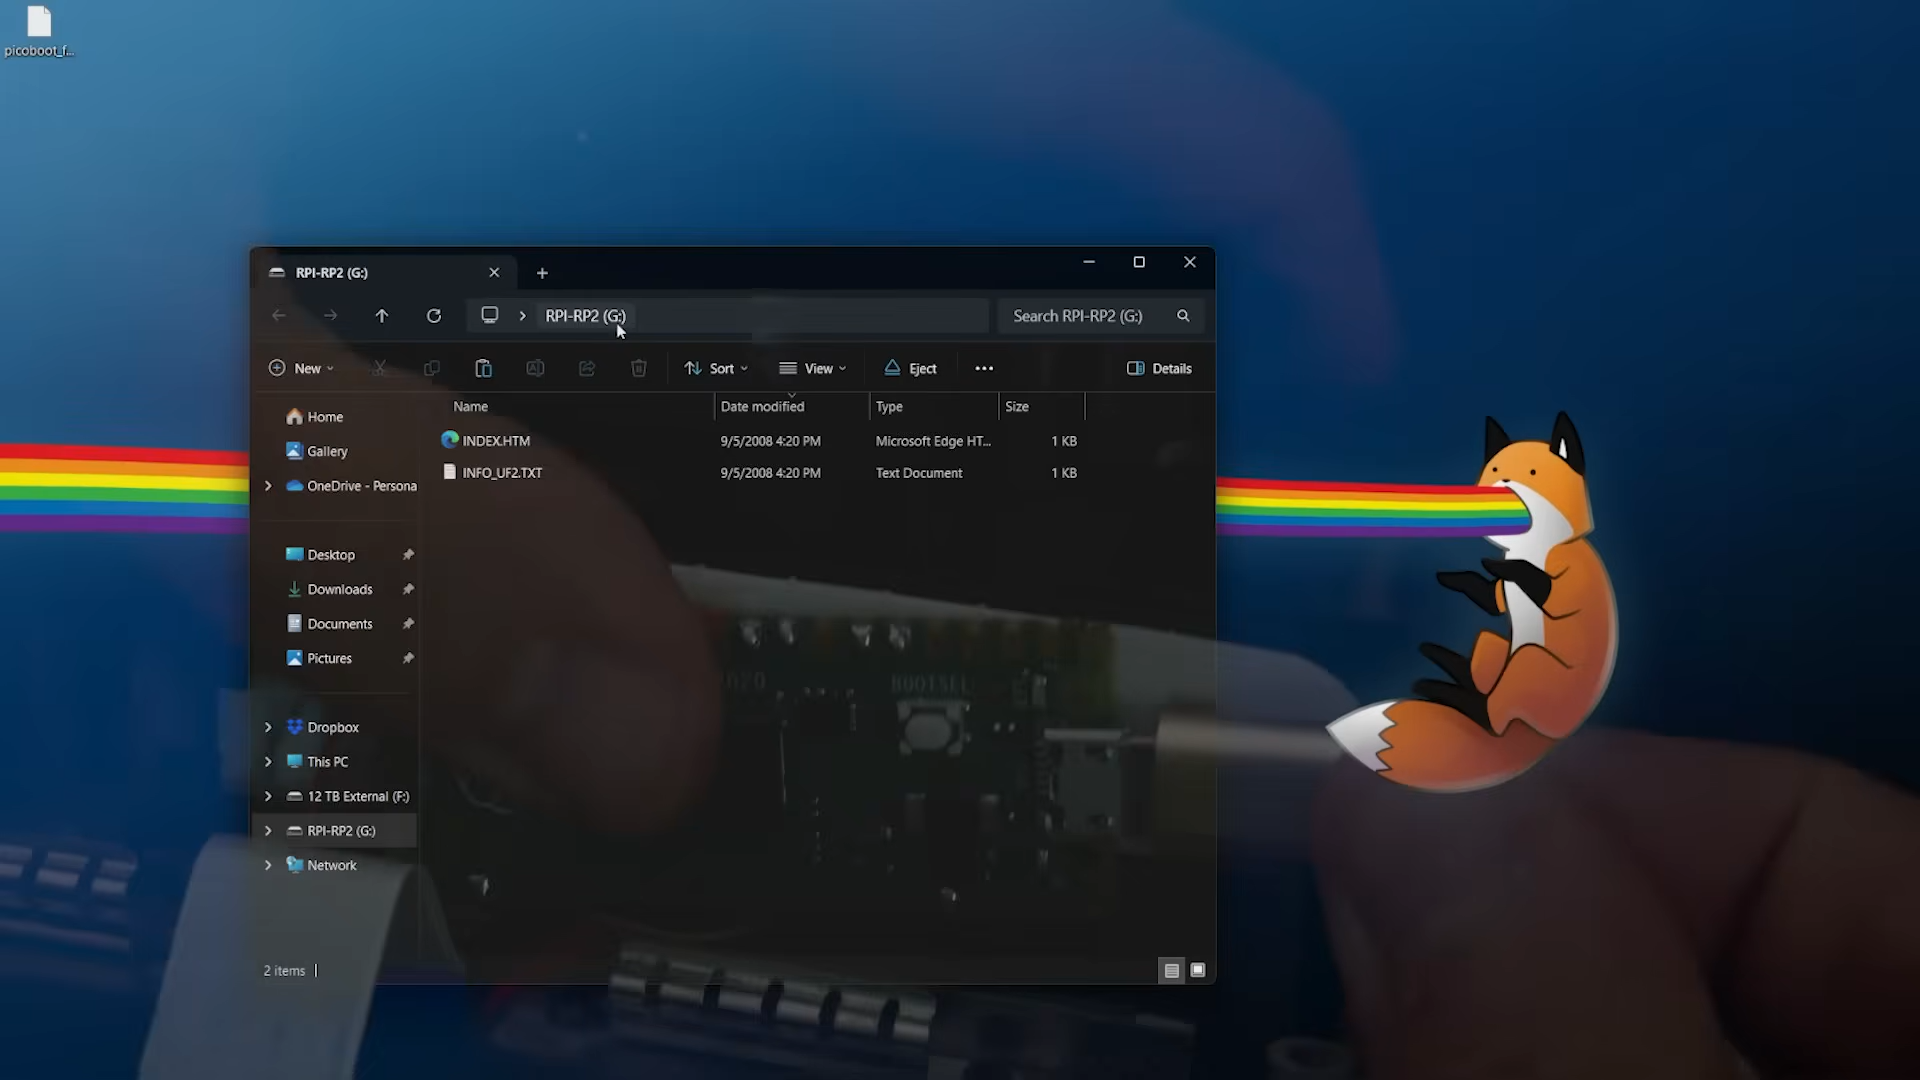 picoboot_f...
RPI-RP2 (G:)
RPI-RP2 (G:)
Search RPI-RP2 (G:)
New
Sort
View
Eject
Details
Name
Date modified
Type
Size
INDEX.HTM
9/5/2008 4:20 PM
Microsoft Edge HT...
1 KB
INFO_UF2.TXT
9/5/2008 4:20 PM
Text Document
1 KB
Home
Gallery
OneDrive - Persona
Desktop
Downloads
Documents
Pictures
Dropbox
This PC
12 TB External (F:)
RPI-RP2 (G:)
Network
BOOTSEL
2 items